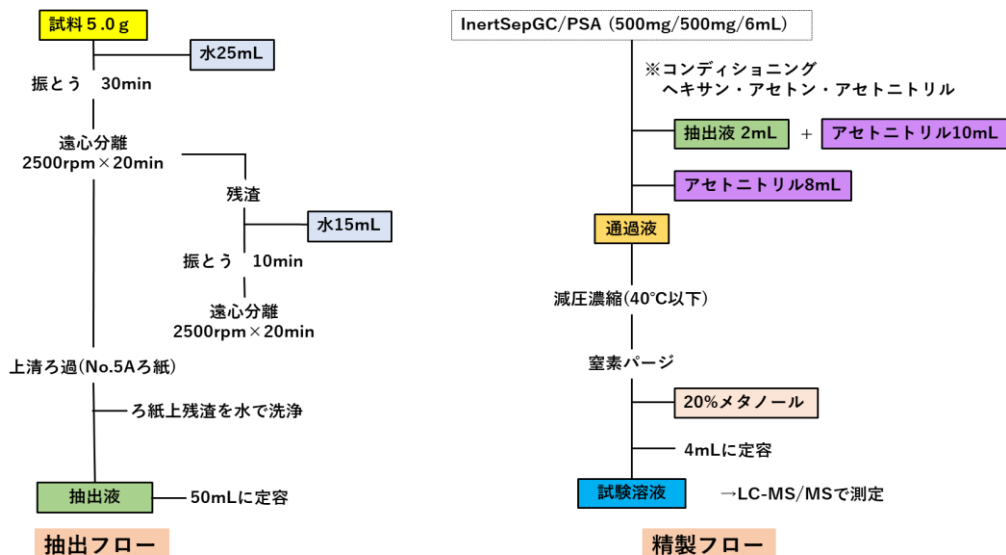 試料５.０ｇ
水25mL
振とう　30min
遠心分離
2500rpm×20min
残渣
水15mL
振とう　10min
遠心分離
2500rpm×20min
上清ろ過(No.5Aろ紙)
ろ紙上残渣を水で洗浄
抽出液
50mLに定容
抽出フロー
InertSepGC/PSA (500mg/500mg/6mL)
※コンディショニング
ヘキサン・アセトン・アセトニトリル
抽出液 2mL + アセトニトリル10mL
アセトニトリル8mL
通過液
減圧濃縮(40℃以下)
窒素パージ
20%メタノール
4mLに定容
試験溶液 →LC-MS/MSで測定
精製フロー